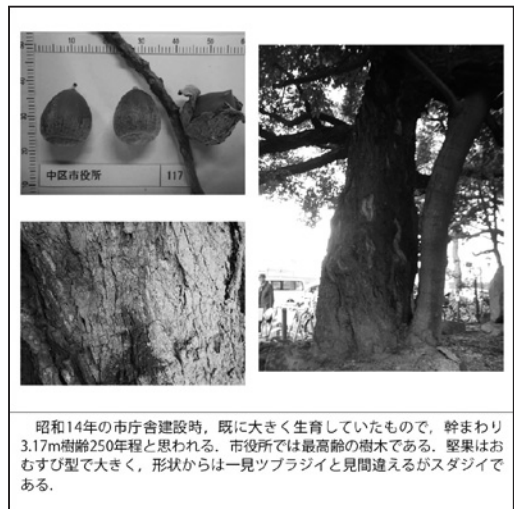 中区市役所 117
昭和14年の市庁舎建設時，既に大きく生育していたもので，幹まわり
3.17m樹齢250年程と思われる．市役所では最高齢の樹木である．堅果はお
むすび型で大きく，形状からは一見ツブラジイと見間違えるがスダジイで
ある．